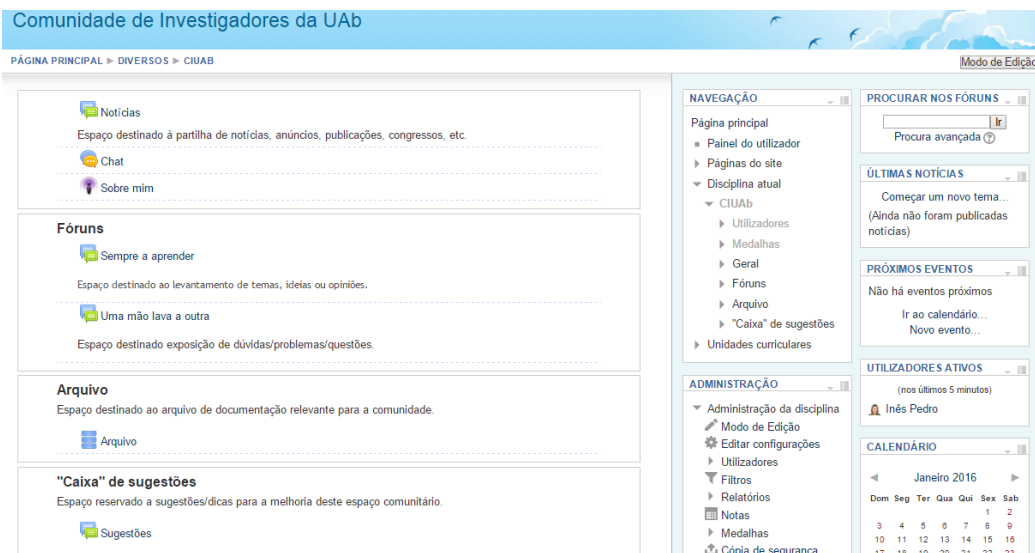 Comunidade de Investigadores da UAb
PÁGINA PRINCIPAL ► DIVERSOS ► CIUAB
Modo de Edição
Notícias
Espaço destinado à partilha de notícias, anúncios, publicações, congressos, etc.
Chat
Sobre mim
Fóruns
Sempre a aprender
Espaço destinado ao levantamento de temas, ideias ou opiniões.
Uma mão lava a outra
Espaço destinado exposição de dúvidas/problemas/questões.
Arquivo
Espaço destinado ao arquivo de documentação relevante para a comunidade.
Arquivo
"Caixa" de sugestões
Espaço reservado a sugestões/dicas para a melhoria deste espaço comunitário.
Sugestões
NAVEGAÇÃO
Página principal
Painel do utilizador
Páginas do site
Disciplina atual
CIUAb
Utilizadores
Medalhas
Geral
Fóruns
Arquivo
"Caixa" de sugestões
Unidades curriculares
ADMINISTRAÇÃO
Administração da disciplina
Modo de Edição
Editar configurações
Utilizadores
Filtros
Relatórios
Notas
Medalhas
Cópia de segurança
PROCURAR NOS FÓRUNS
Ir
Procura avançada ?
ÚLTIMAS NOTÍCIAS
Começar um novo tema...
(Ainda não foram publicadas
notícias)
PRÓXIMOS EVENTOS
Não há eventos próximos
Ir ao calendário...
Novo evento...
UTILIZADORES ATIVOS
(nos últimos 5 minutos)
Inês Pedro
CALENDÁRIO
◄ Janeiro 2016 ►
Dom Seg Ter Qua Qui Sex Sab
1 2
3 4 5 6 7 8 9
10 11 12 13 14 15 16
17 18 19 20 21 22 23